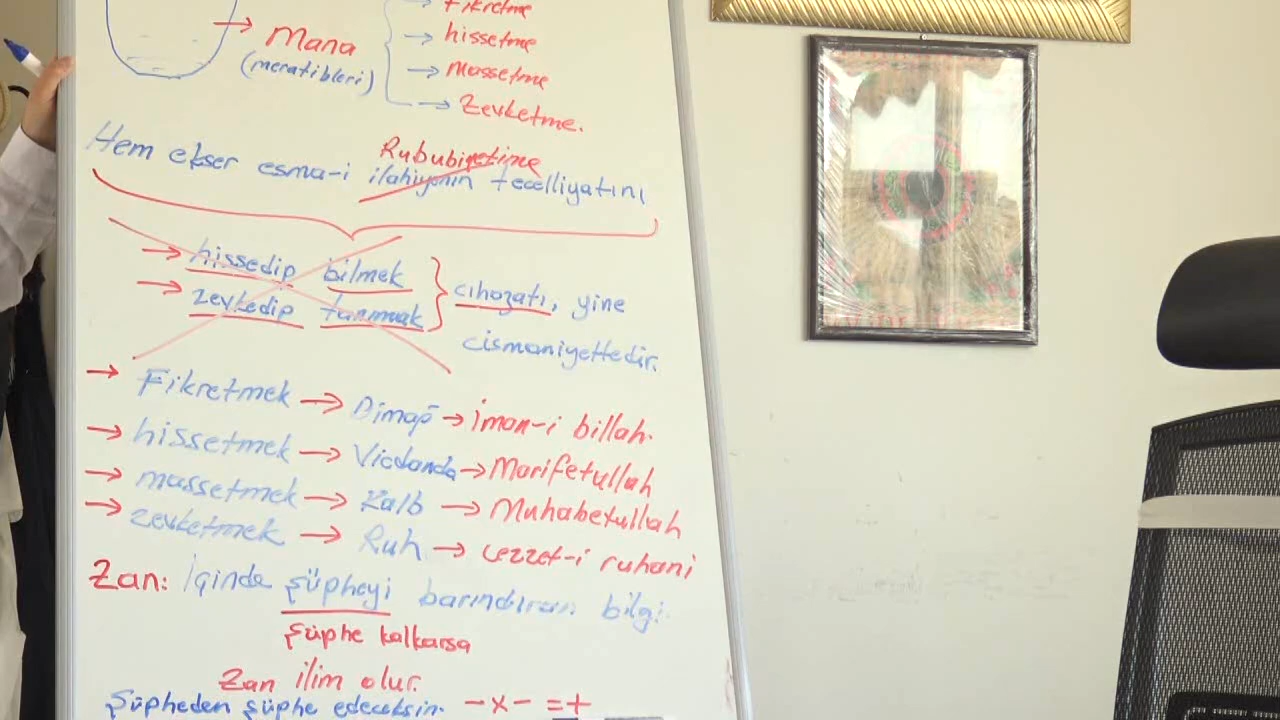 Fikretme
→ Mana
→ hissetme
(meratibleri)
→ Massetme
→ Zevketme.
Rububiyetine
Hem ekser esma-i ilahiyenin tecelliyatını
→ hissedip bilmek
→ zevkedip tanımak
cihazatı, yine
cismaniyettedir.
→ Fikretmek → Dimağ → İman-i billah.
→ hissetmek → Vicdanda → Marifetullah
→ massetmek → Kalb → Muhabetullah
→ zevketmek → Ruh → Lezzet-i ruhani
Zan: İçinde şüpheyi barındıran bilgi.
Şüphe kalkarsa
Zan ilim olur.
Şüpheden şüphe edeceksin. - x - = +